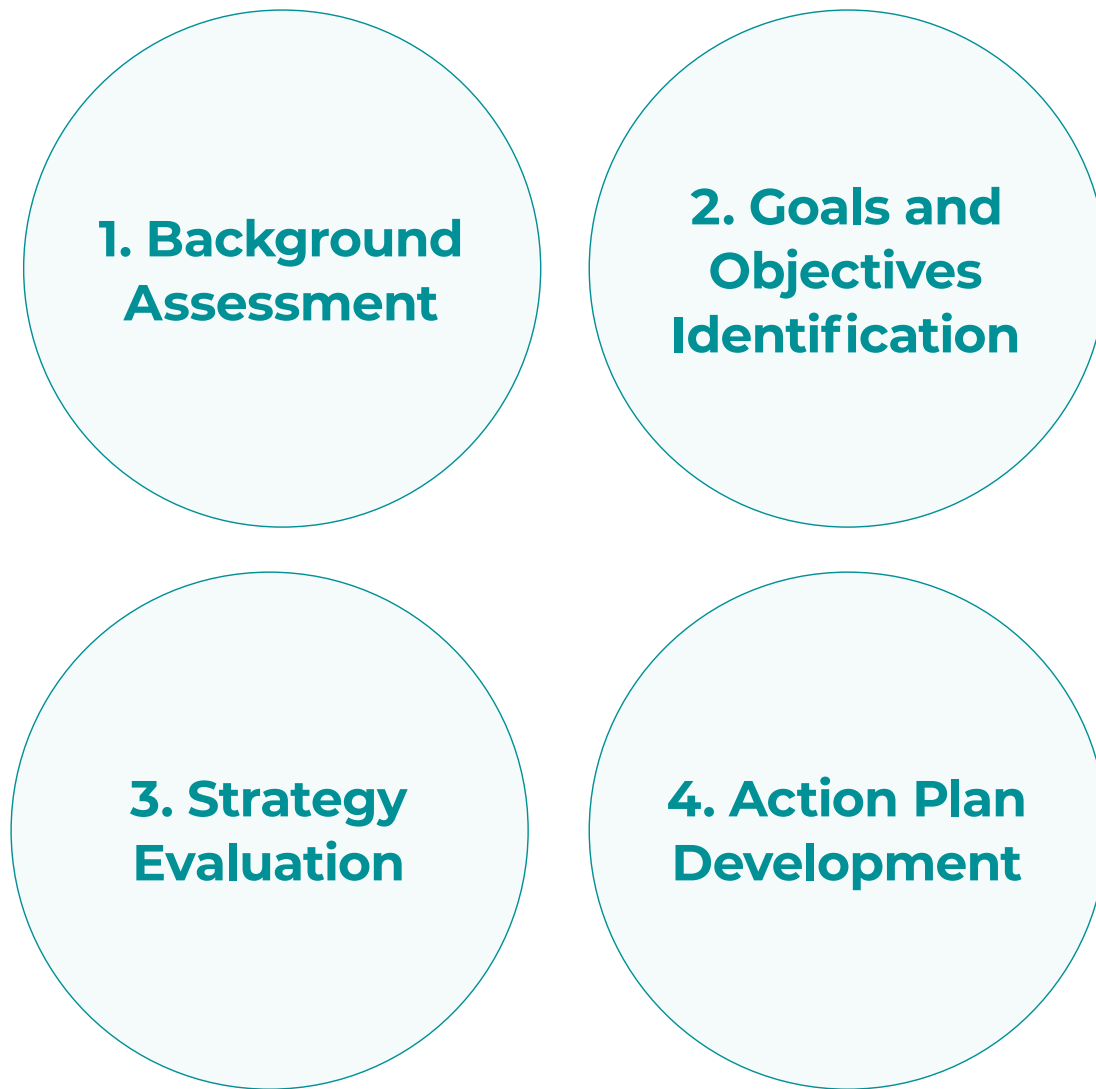 1. Background
Assessment
2. Goals and
Objectives
Identification
3. Strategy
Evaluation
4. Action Plan
Development